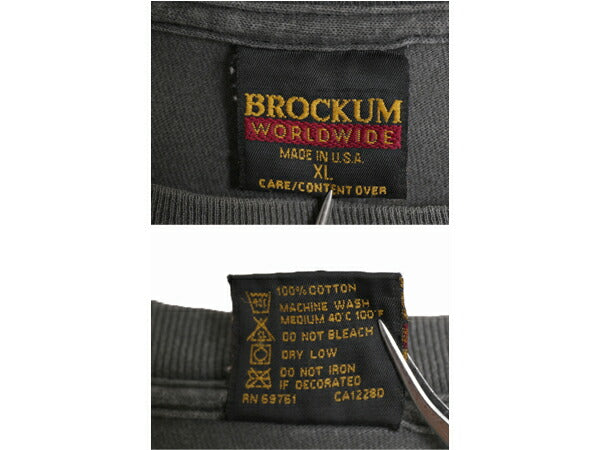 BROCKUM
WORLDWIDE
MADE IN U.S.A.
XL
CARE/CONTENT OVER
100% COTTON
MACHINE WASH
MEDIUM 40°C 100°F
DO NOT BLEACH
DRY LOW
DO NOT IRON
IF DECORATED
RN 69761 CA12280